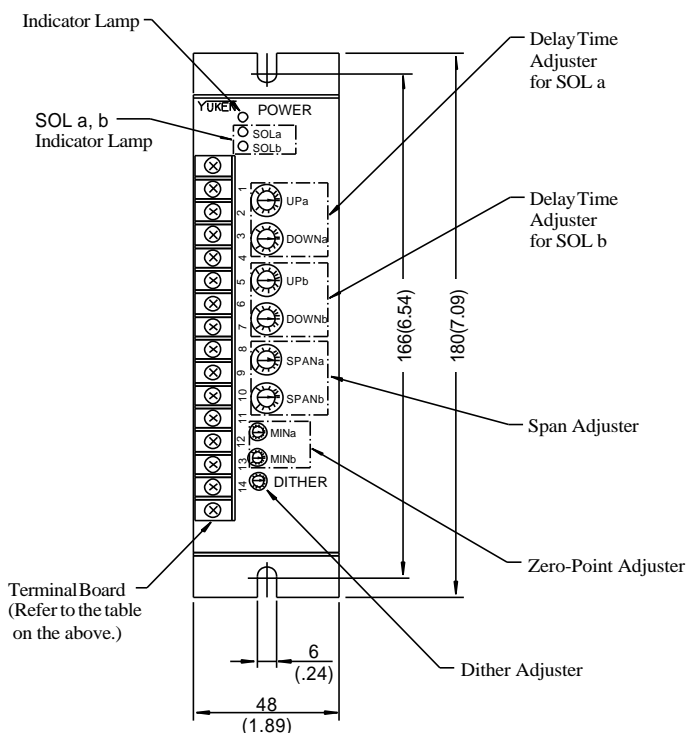 Indicator Lamp
SOL a, b
Indicator Lamp
YUKEN
POWER
SOLa
SOLb
1
2
3
4
5
6
7
8
9
10
11
12
13
14
UPa
DOWNa
UPb
DOWNb
SPANa
SPANb
MINa
MINb
DITHER
Delay Time
Adjuster
for SOL a
Delay Time
Adjuster
for SOL b
166(6.54)
180(7.09)
Span Adjuster
Zero-Point Adjuster
Dither Adjuster
Terminal Board
(Refer to the table
on the above.)
6
(.24)
48
(1.89)